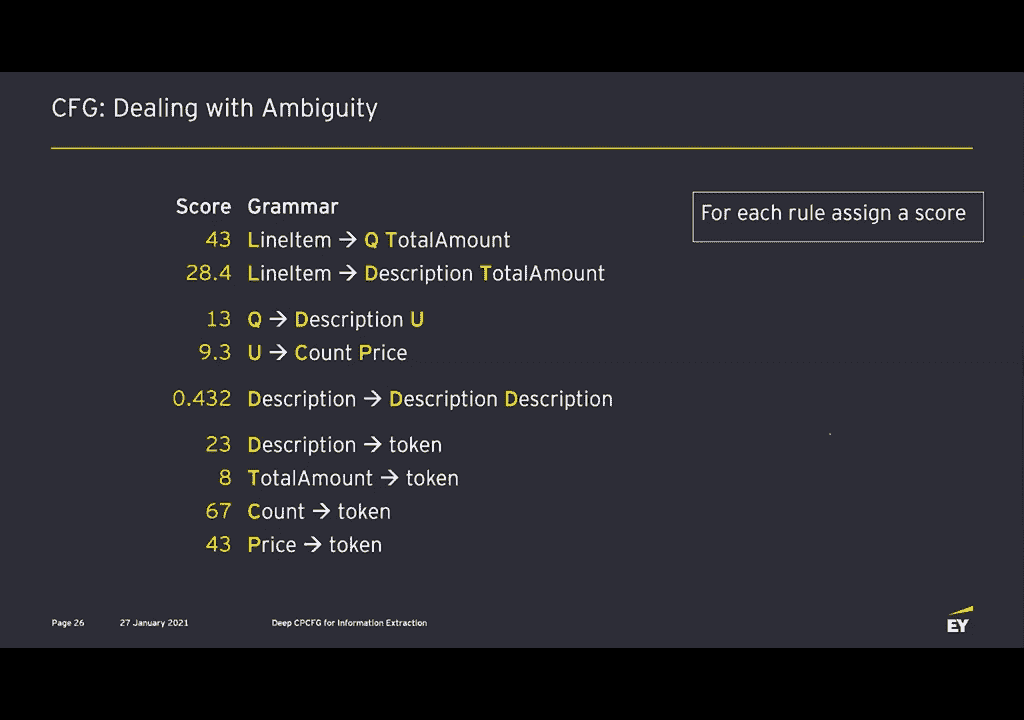 CFG: Dealing with Ambiguity
Score Grammar
For each rule assign a score
43 LineItem → Q TotalAmount
28.4 LineItem → Description TotalAmount
13 Q → Description U
9.3 U → Count Price
0.432 Description → Description Description
23 Description → token
8 TotalAmount → token
67 Count → token
43 Price → token
Page 26 27 January 2021 Deep CPCFG for Information Extraction
EY